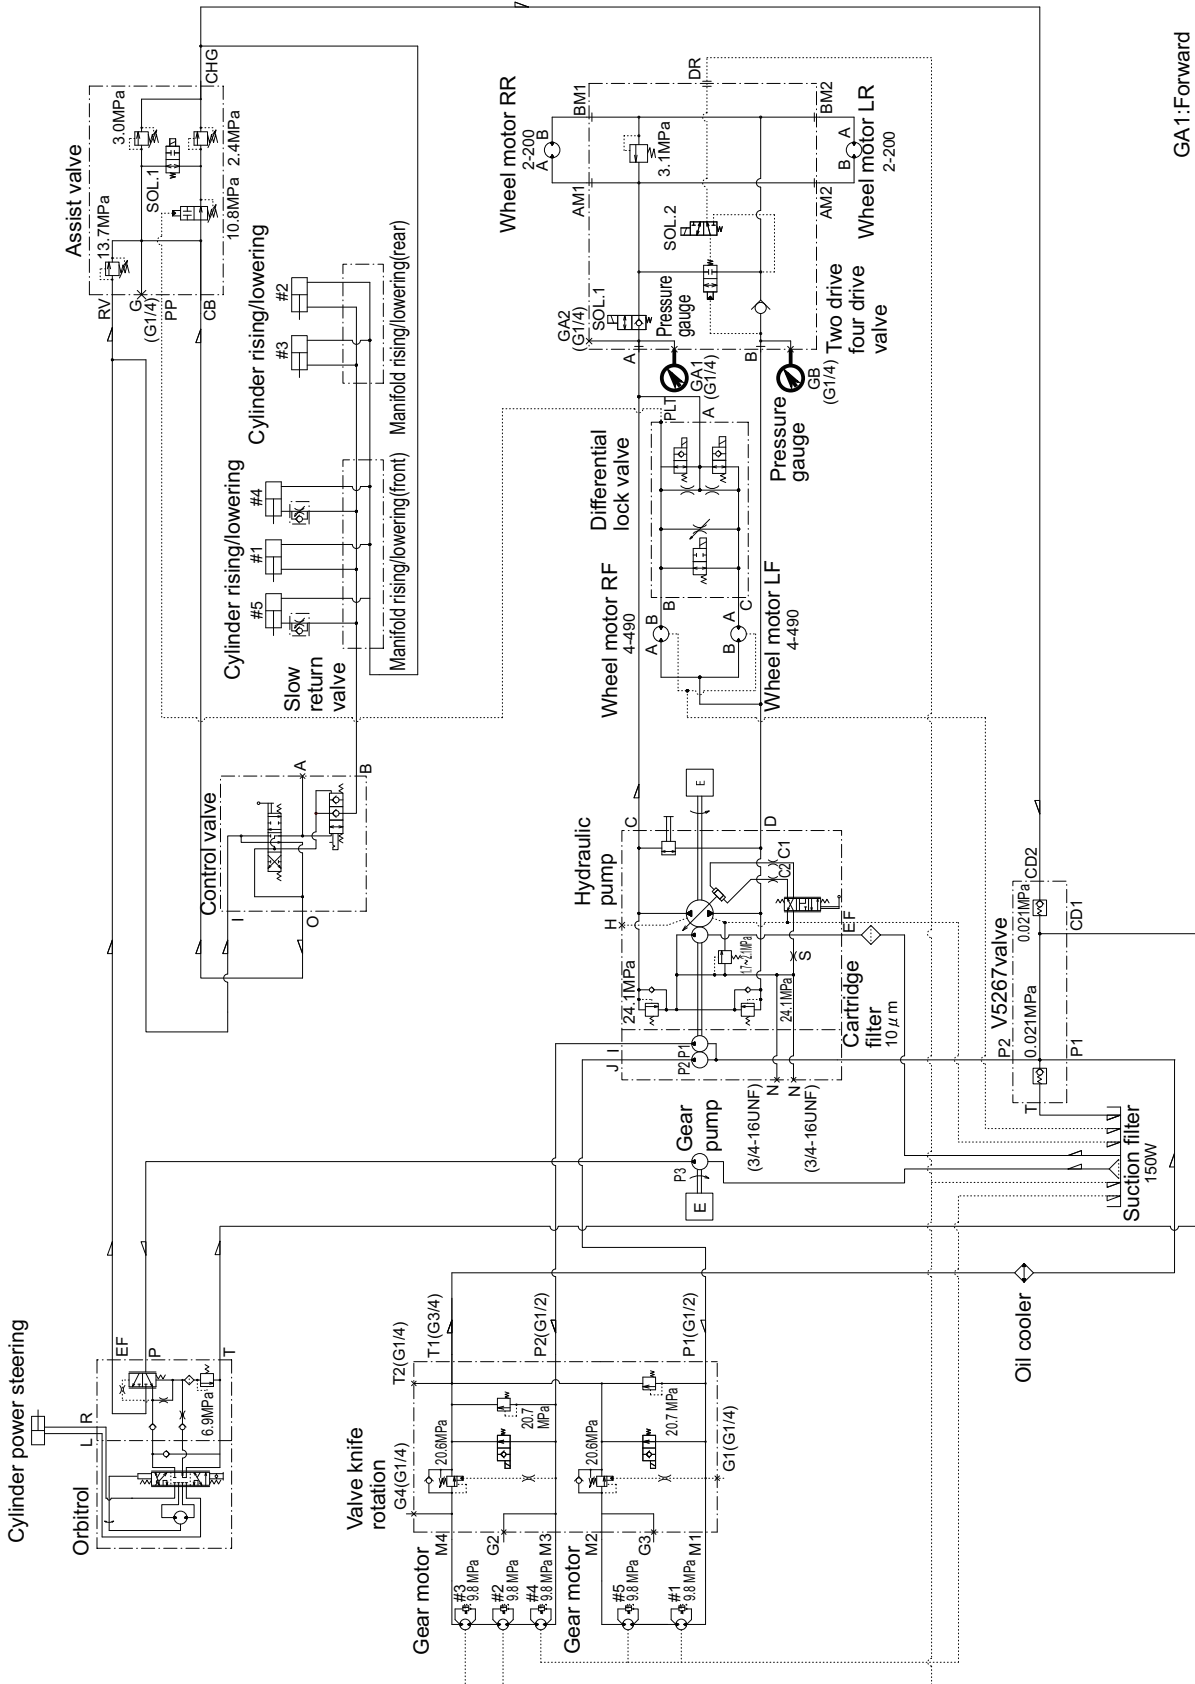 Cylinder power steering
Orbitrol
L
R
EF
P
T
6.9MPa
Assist valve
RV
G
(G1/4)
PP
CB
CHG
13.7MPa
3.0MPa
SOL.1
10.8MPa
2.4MPa
Cylinder rising/lowering
#2
#3
Manifold rising/lowering(rear)
Cylinder rising/lowering
#4
#1
#5
Manifold rising/lowering(front)
Slow
return
valve
Control valve
I
O
A
B
Wheel motor RR
2-200
A
B
BM1
AM1
DR
3.1MPa
SOL.2
BM2
AM2
A
B
Wheel motor LR
2-200
GA2
(G1/4)
SOL.1
Pressure
gauge
A
B
GA1
(G1/4)
GB
(G1/4)
Two drive
four drive
valve
Pressure
gauge
Differential
lock valve
PLT
A
B
C
Wheel motor RF
4-490
A
B
B
A
Wheel motor LF
4-490
Hydraulic
pump
C
D
E
H
C1
C2
EF
S
24.1MPa
1.7~2.1MPa
24.1MPa
Cartridge
filter
10μm
J
I
P2
P1
N
N
(3/4-16UNF)
(3/4-16UNF)
Gear
pump
P3
E
V5267valve
P2
0.021MPa
0.021MPa
CD2
CD1
P1
T
Suction filter
150W
Oil cooler
Valve knife
rotation
G4(G1/4)
T2(G1/4)
T1(G3/4)
P2(G1/2)
P1(G1/2)
G1(G1/4)
20.6MPa
20.7
MPa
20.6MPa
20.7 MPa
M4
G2
M3
M2
G3
M1
Gear motor
#3
9.8 MPa
#2
9.8 MPa
#4
9.8 MPa
Gear motor
#5
9.8 MPa
#1
9.8 MPa
GA1:Forward